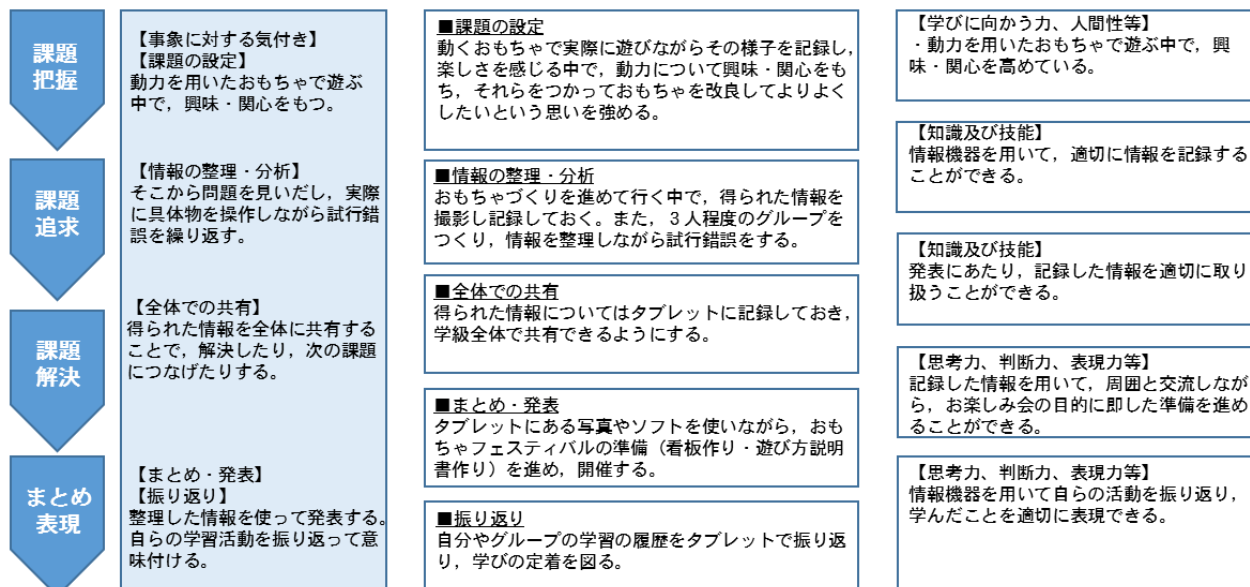 課題
把握
【事象に対する気付き】
【課題の設定】
動力を用いたおもちゃで遊ぶ
中で，興味・関心をもつ。
課題
追求
【情報の整理・分析】
そこから問題を見いだし，実際
に具体物を操作しながら試行錯
誤を繰り返す。
課題
解決
【全体での共有】
得られた情報を全体に共有する
ことで，解決したり，次の課題
につなげたりする。
まとめ
表現
【まとめ・発表】
【振り返り】
整理した情報を使って発表する。
自らの学習活動を振り返って意
味付ける。
■課題の設定
動くおもちゃで実際に遊びながらその様子を記録し，
楽しさを感じる中で，動力について興味・関心をも
ち，それらをつかっておもちゃを改良してよりよく
したいという思いを強める。
■情報の整理・分析
おもちゃづくりを進めて行く中で，得られた情報を
撮影し記録しておく。また，３人程度のグループを
つくり，情報を整理しながら試行錯誤をする。
■全体での共有
得られた情報についてはタブレットに記録しておき，
学級全体で共有できるようにする。
■まとめ・発表
タブレットにある写真やソフトを使いながら，おも
ちゃフェスティバルの準備（看板作り・遊び方説明
書作り）を進め，開催する。
■振り返り
自分やグループの学習の履歴をタブレットで振り返
り，学びの定着を図る。
【学びに向かう力、人間性等】
・動力を用いたおもちゃで遊ぶ中で，興
味・関心を高めている。
【知識及び技能】
情報機器を用いて，適切に情報を記録する
ことができる。
【知識及び技能】
発表にあたり，記録した情報を適切に取り
扱うことができる。
【思考力、判断力、表現力等】
記録した情報を用いて，周囲と交流しなが
ら，お楽しみ会の目的に即した準備を進め
ることができる。
【思考力、判断力、表現力等】
情報機器を用いて自らの活動を振り返り，
学んだことを適切に表現できる。